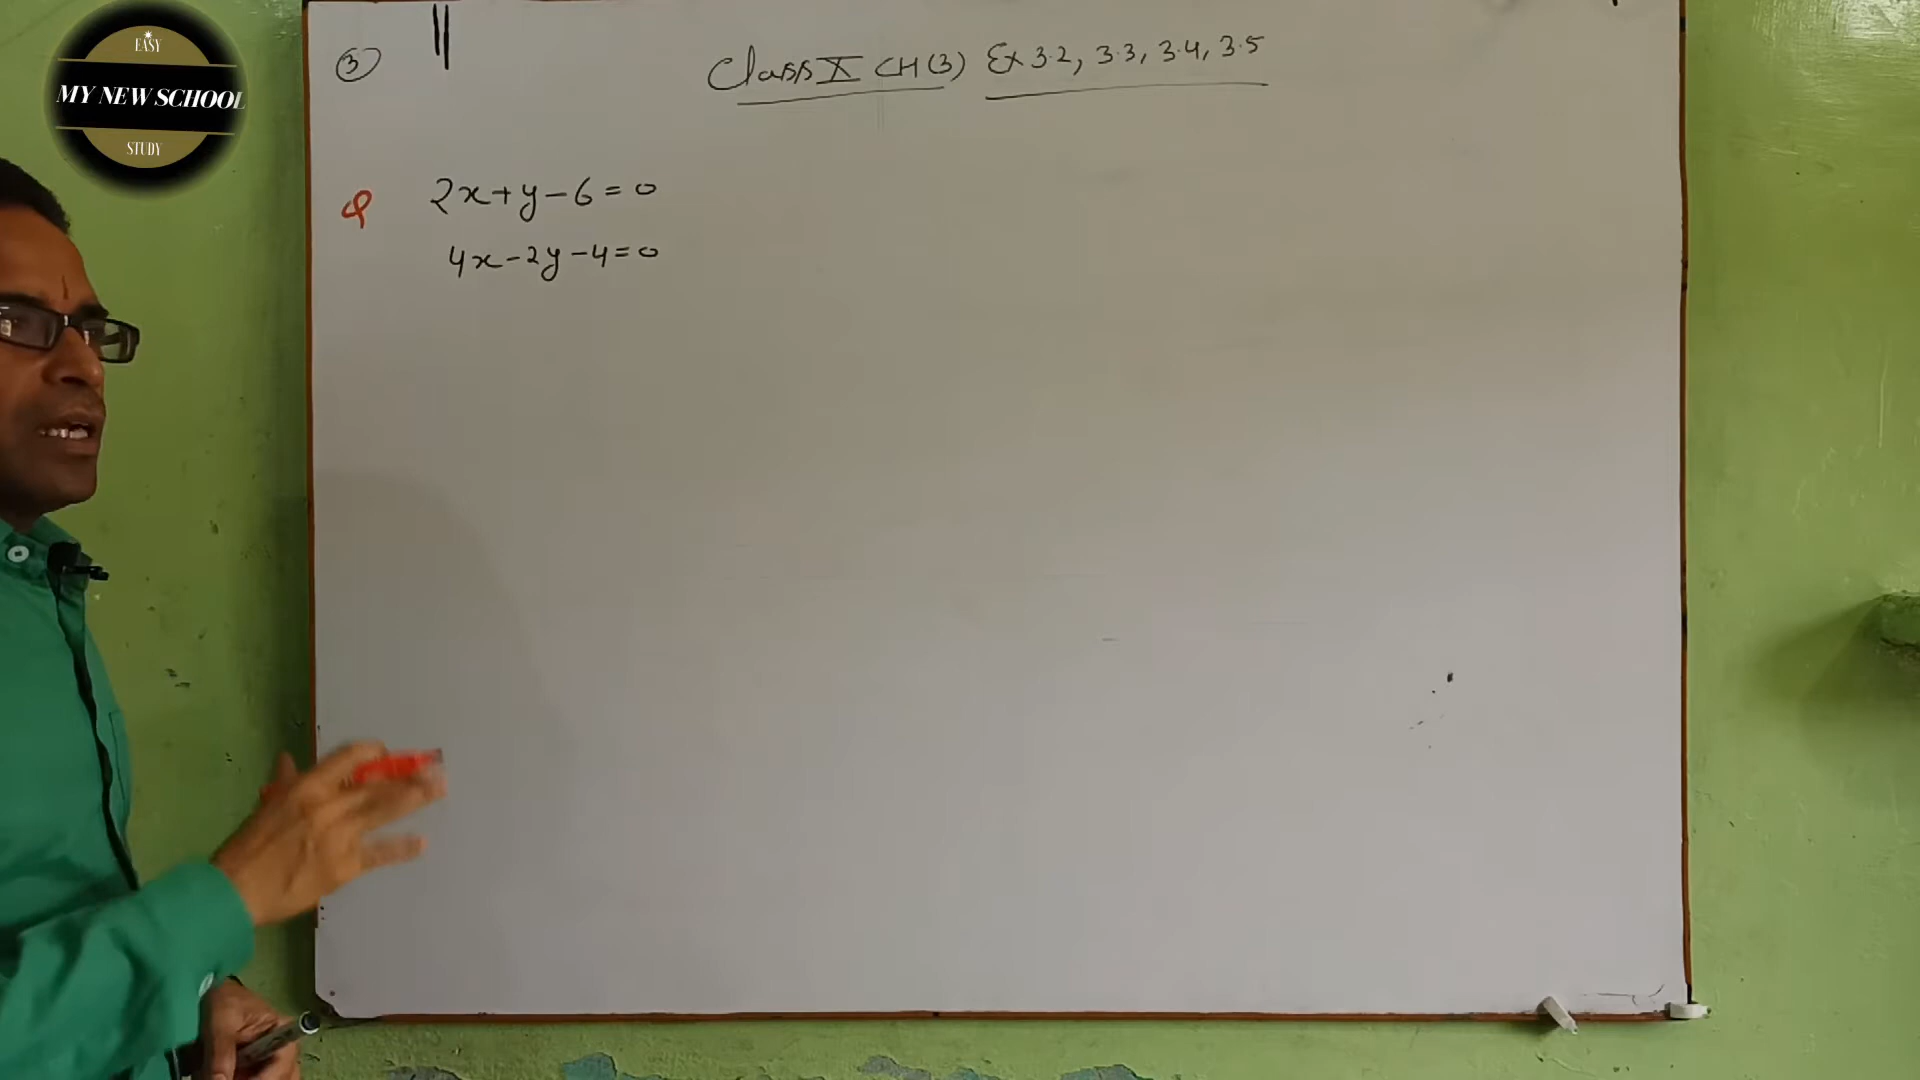 EASY
MY NEW SCHOOL
STUDY
3
Class X CH(3) Ex 3.2, 3.3, 3.4, 3.5
Q 2x+y-6=0
4x-2y-4=0